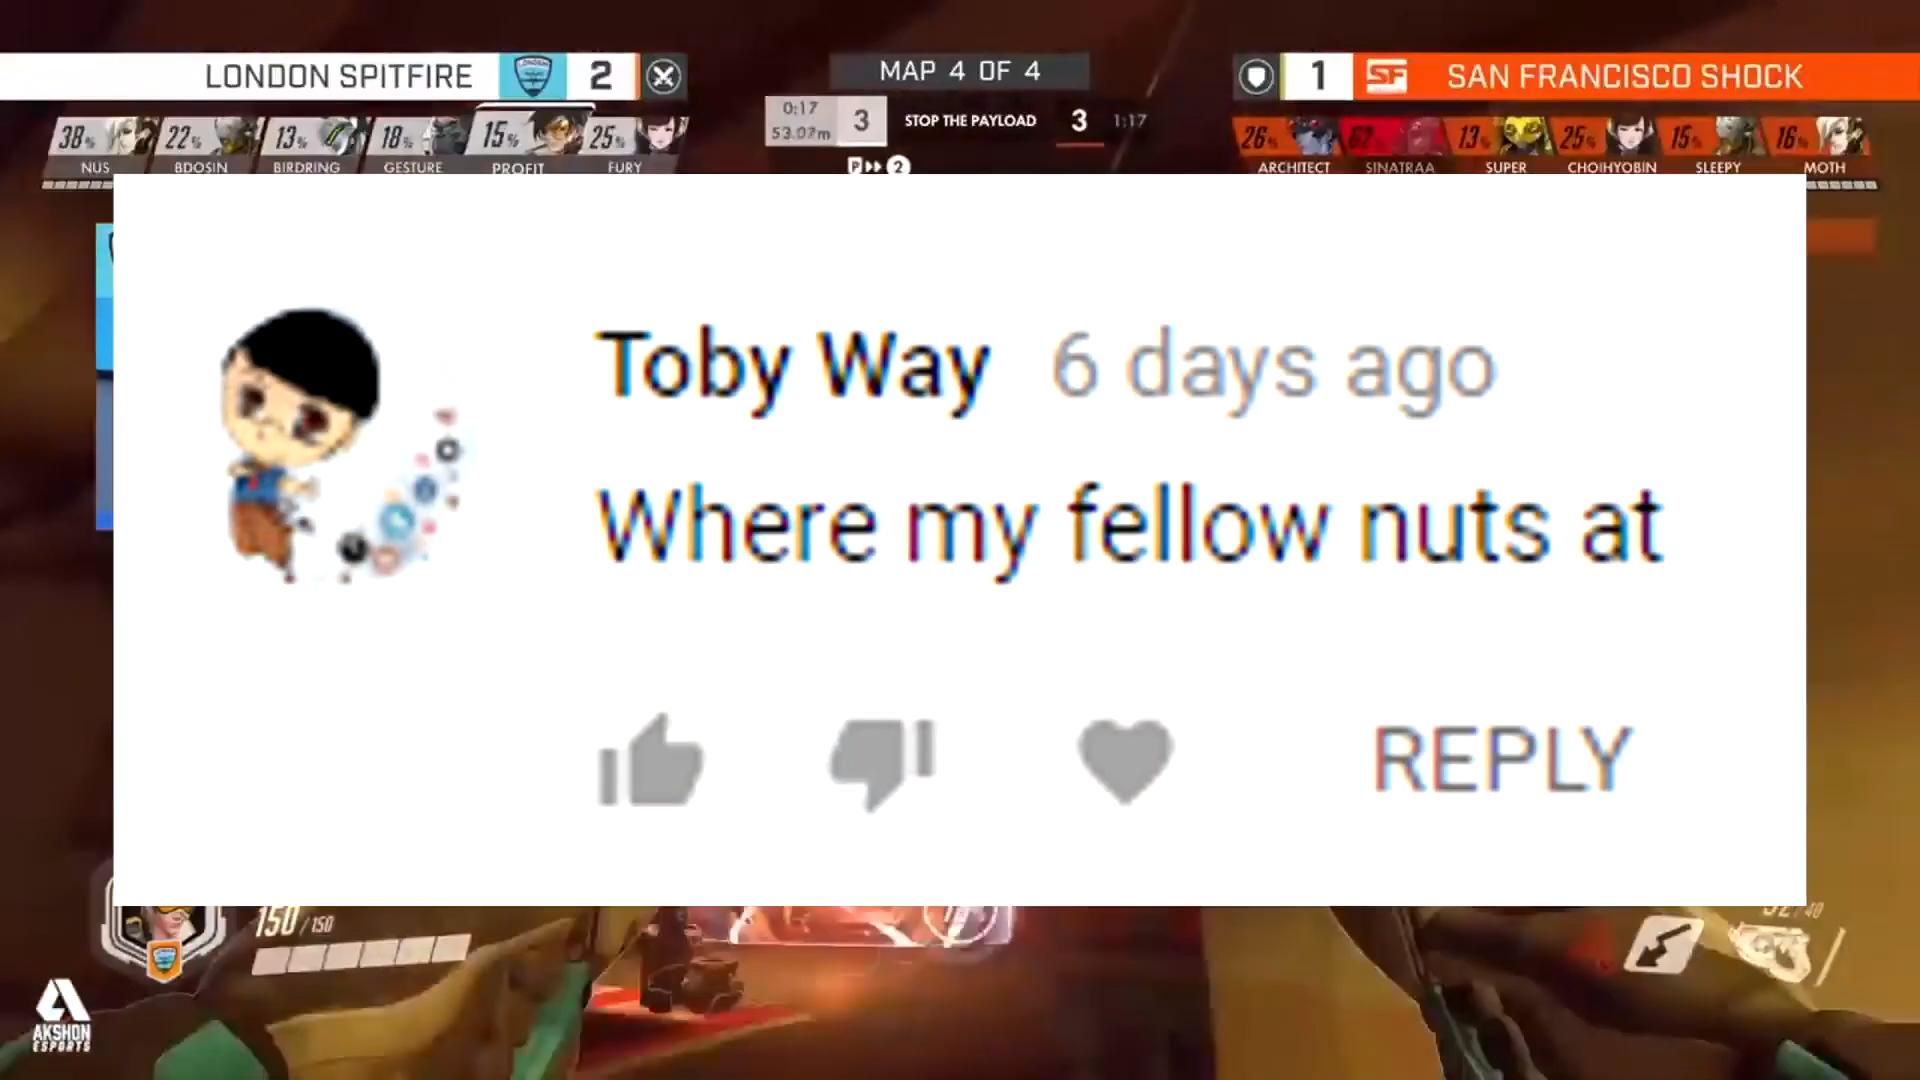 LONDON SPITFIRE 2 MAP 4 OF 4 1 SF SAN FRANCISCO SHOCK
0:17 53.07m 3 STOP THE PAYLOAD 3 1:17
38% 22% 13% 18% 15% 25% 26% 62% 13% 25% 15% 16%
NUS BDOSIN BIRDRING GESTURE PROFIT FURY P 2 ARCHITECT SINATRAA SUPER CHOIHYOBIN SLEEPY MOTH
Toby Way 6 days ago
Where my fellow nuts at
REPLY
150/150
AKSHON
ESPORTS